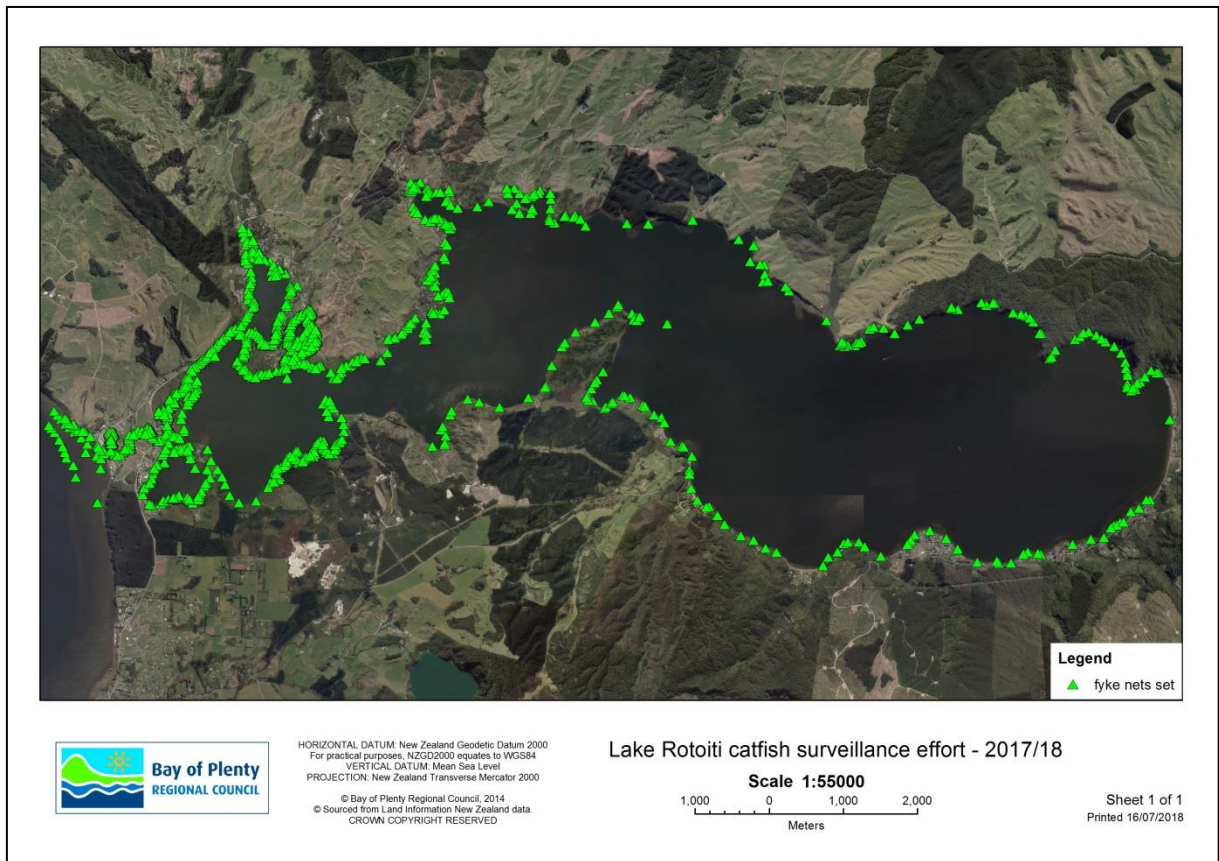 Legend
fyke nets set
Bay of Plenty
REGIONAL COUNCIL
HORIZONTAL DATUM: New Zealand Geodetic Datum 2000
For practical purposes, NZGD2000 equates to WGS84
VERTICAL DATUM: Mean Sea Level
PROJECTION: New Zealand Transverse Mercator 2000
© Bay of Plenty Regional Council, 2014
© Sourced from Land Information New Zealand data.
CROWN COPYRIGHT RESERVED
Lake Rotoiti catfish surveillance effort - 2017/18
Scale 1:55000
1,000 0 1,000 2,000
Meters
Sheet 1 of 1
Printed 16/07/2018